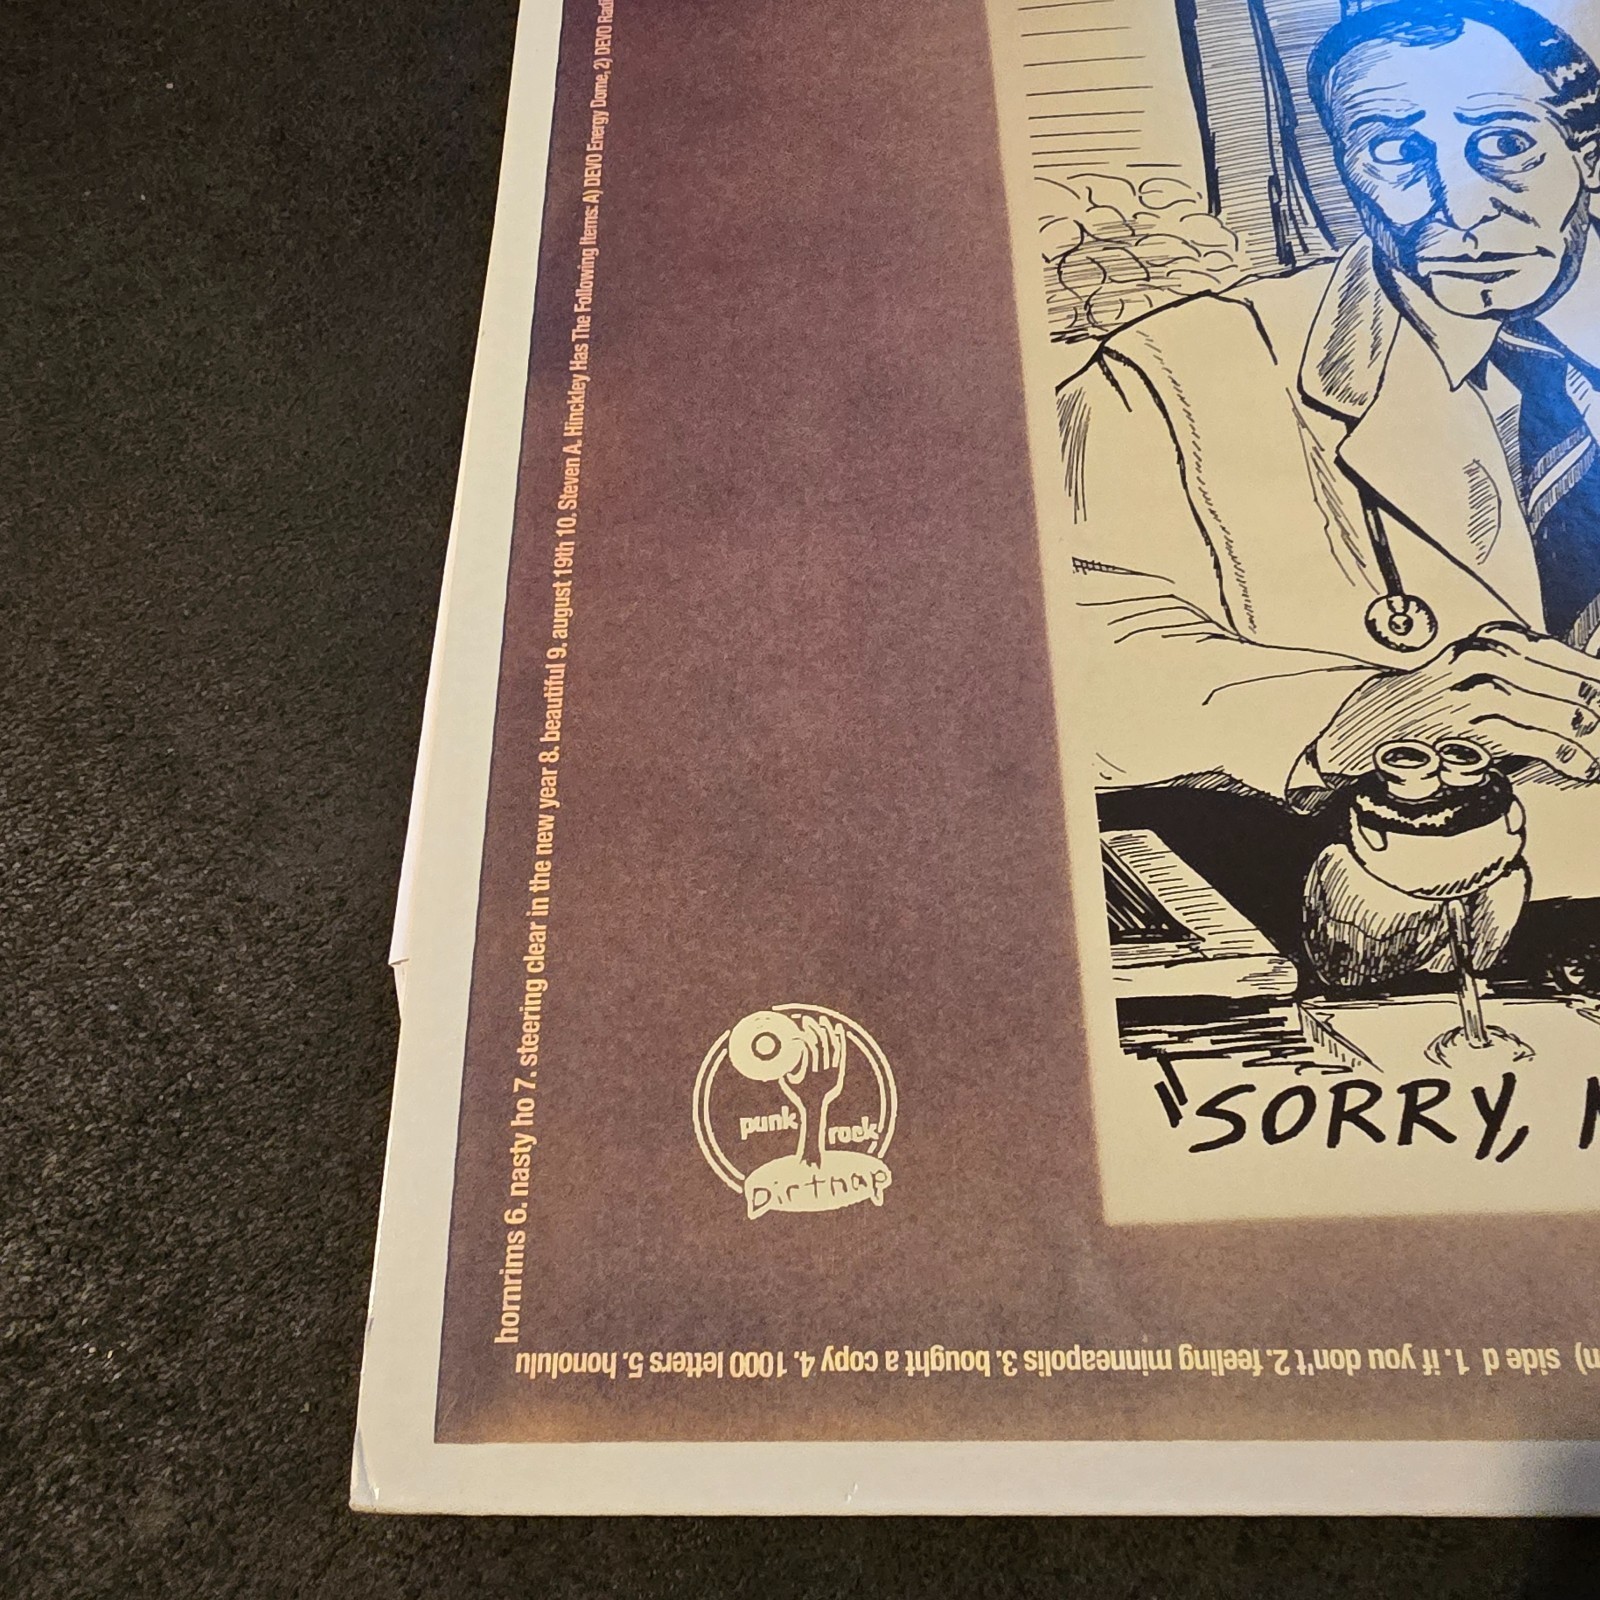 n) side d 1. if you don't 2. feeling minneapolis 3. bought a copy 4. 1000 letters 5. honolulu
hornrims 6. nasty ho 7. steering clear in the new year 8. beautiful 9. august 19th 10. Steven A. Hinckley Has The Following Items: A) DEVO Energy Dome, 2) DEVO Radi
punk rock
Dirtnap
"SORRY,